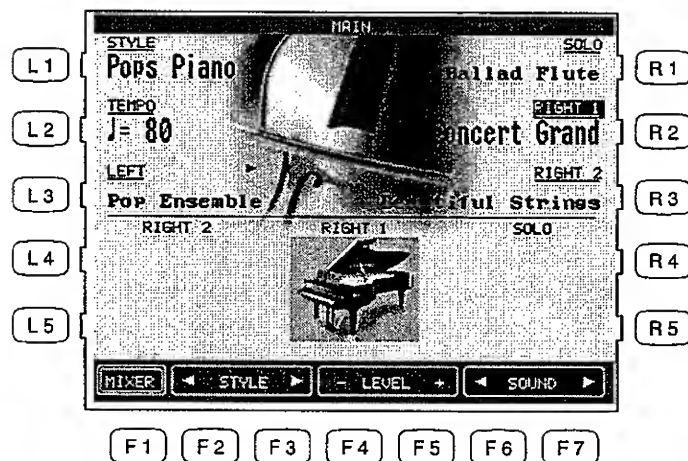 MAIN
L1 STYLE SOLO R1
Pops Piano Ballad Flute
L2 TEMPO RIGHT 1 R2
♩= 80 oncert Grand
L3 LEFT RIGHT 2 R3
Pop Ensemble tiful Strings
RIGHT 2 RIGHT 1 SOLO
L4 R4
L5 R5
MIXER ◄ STYLE ► - LEVEL + ◄ SOUND ►
F1 F2 F3 F4 F5 F6 F7